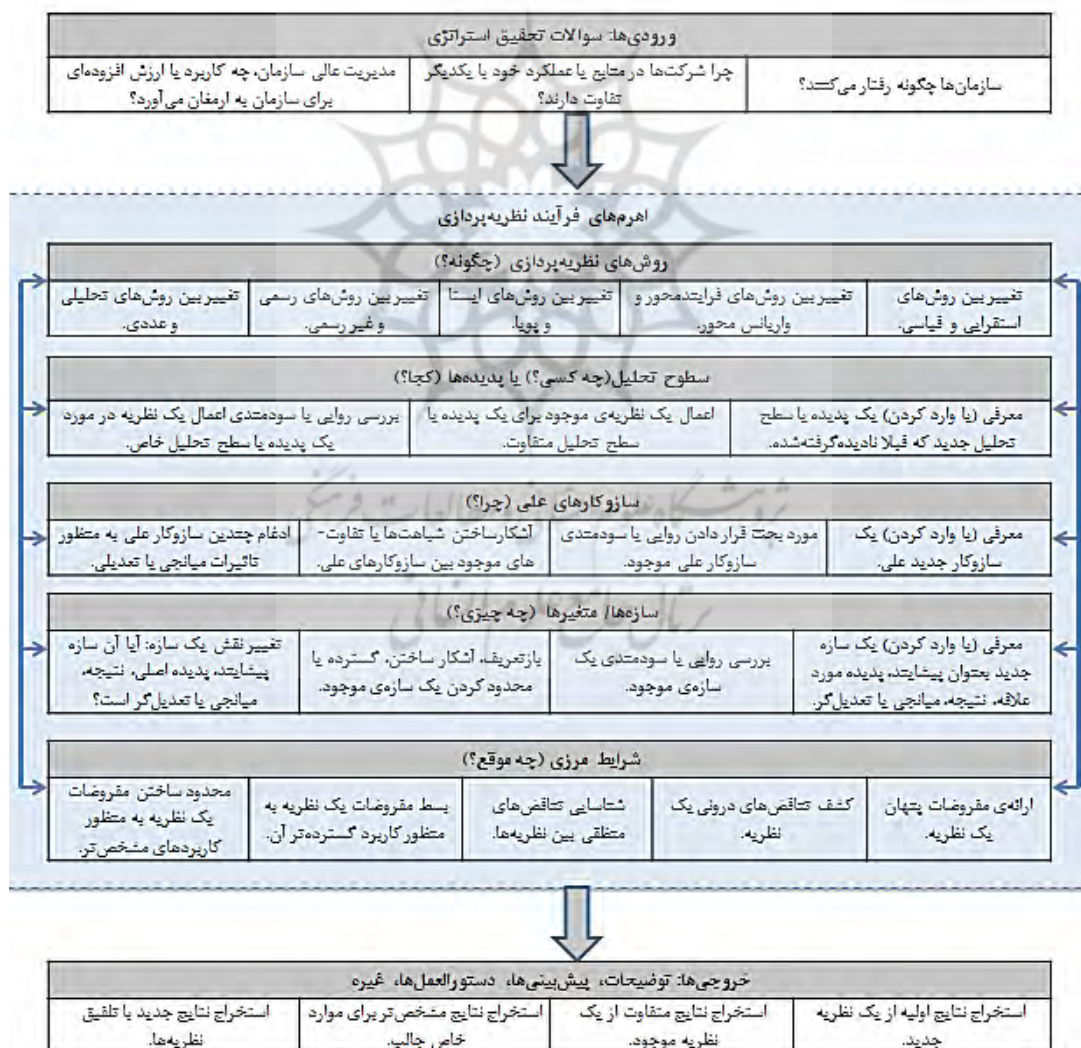 ورودی‌ها: سوالات تحقیق استراتژی
سازمان‌ها چگونه رفتار می‌کنند؟
چرا شرکت‌ها در نتایج یا عملکرد خود با یکدیگر
تفاوت دارند؟
مدیریت عالی سازمان، چه کاربرد یا ارزش افزوده‌ای
برای سازمان به ارمغان می‌آورد؟
اهرم‌های فرآیند نظریه‌پردازی
روش‌های نظریه‌پردازی (چگونه؟)
تغییر بین روش‌های
استقرایی و قیاسی.
تغییر بین روش‌های فرایندمحور و
واریانس محور.
تغییر بین روش‌های ایستا
و پویا.
تغییر بین روش‌های رسمی
و غیر رسمی.
تغییر بین روش‌های تحلیلی
و عددی.
سطوح تحلیل(چه کسی؟) یا پدیده‌ها (کجا؟)
معرفی (یا وارد کردن) یک پدیده یا سطح
تحلیل جدید که قبلا نادیده‌گرفته‌شده.
اعمال یک نظریه‌ی موجود برای یک پدیده یا
سطح تحلیل متفاوت.
بررسی روایی یا سودمندی اعمال یک نظریه در مورد
یک پدیده یا سطح تحلیل خاص.
سازوکارهای علی (چرا؟)
معرفی (یا وارد کردن) یک
سازوکار جدید علی.
مورد بحث قرار دادن روایی یا سودمندی
سازوکار علی موجود.
آشکارساختن شباهت‌ها یا تفاوت-
های موجود بین سازوکارهای علی.
ادغام چندین سازوکار علی به منظور
تاثیرات میانجی یا تعدیلی.
پژوهشگاه علوم انسانی و مطالعات فرهنگی
پرتال جامع علوم انسانی
سازه‌ها/ متغیرها (چه چیزی؟)
معرفی (یا وارد کردن) یک سازه
جدید بعنوان پیشایند، پدیده مورد
علاقه، نتیجه، میانجی یا تعدیل‌گر.
بررسی روایی یا سودمندی یک
سازه‌ی موجود.
بازتعریف، آشکار ساختن، گسترده یا
محدود کردن یک سازه‌ی موجود.
تغییر نقش یک سازه: آیا آن سازه
پیشایند، پدیده اصلی، نتیجه،
میانجی یا تعدیل‌گر است؟
شرایط مرزی (چه موقع؟)
ارائه‌ی مفروضات پنهان
یک نظریه.
کشف تناقض‌های درونی یک
نظریه.
شناسایی تناقض‌های
منطقی بین نظریه‌ها.
بسط مفروضات یک نظریه به
منظور کاربرد گسترده‌تر آن.
محدود ساختن مفروضات
یک نظریه به منظور
کاربردهای مشخص‌تر.
خروجی‌ها: توضیحات، پیش‌بینی‌ها، دستورالعمل‌ها، غیره
استخراج نتایج اولیه از یک نظریه
جدید.
استخراج نتایج متفاوت از یک
نظریه موجود.
استخراج نتایج مشخص‌تر برای موارد
خاص جالب.
استخراج نتایج جدید با تلفیق
نظریه‌ها.